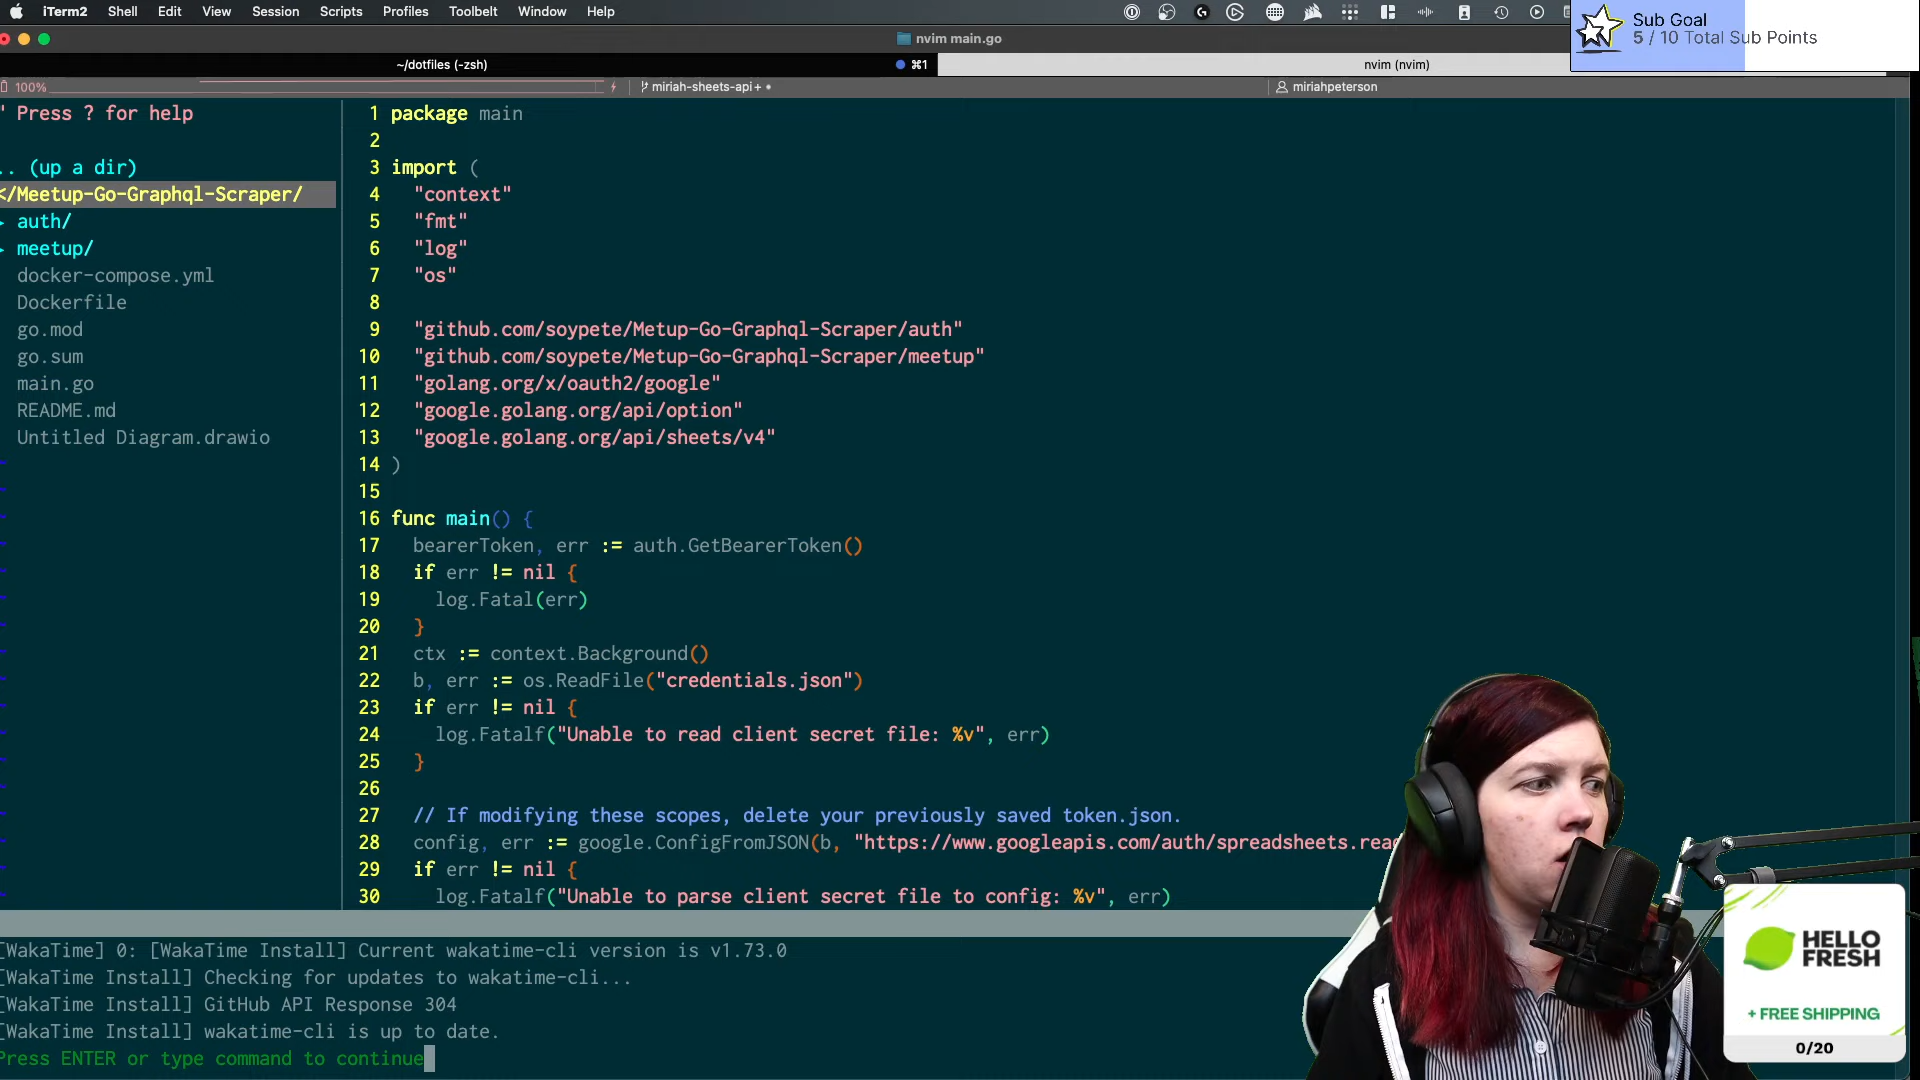 iTerm2 Shell Edit View Session Scripts Profiles Toolbelt Window Help
Sub Goal
5 / 10 Total Sub Points
nvim main.go
~/dotfiles (-zsh) ⌘1 nvim (nvim)
100% miriah-sheets-api+ • miriahpeterson
" Press ? for help
.. (up a dir)
</Meetup-Go-Graphql-Scraper/
auth/
meetup/
docker-compose.yml
Dockerfile
go.mod
go.sum
main.go
README.md
Untitled Diagram.drawio
1 package main
2
3 import (
4 "context"
5 "fmt"
6 "log"
7 "os"
8
9 "github.com/soypete/Metup-Go-Graphql-Scraper/auth"
10 "github.com/soypete/Metup-Go-Graphql-Scraper/meetup"
11 "golang.org/x/oauth2/google"
12 "google.golang.org/api/option"
13 "google.golang.org/api/sheets/v4"
14 )
15
16 func main() {
17 bearerToken, err := auth.GetBearerToken()
18 if err != nil {
19 log.Fatal(err)
20 }
21 ctx := context.Background()
22 b, err := os.ReadFile("credentials.json")
23 if err != nil {
24 log.Fatalf("Unable to read client secret file: %v", err)
25 }
26
27 // If modifying these scopes, delete your previously saved token.json.
28 config, err := google.ConfigFromJSON(b, "https://www.googleapis.com/auth/spreadsheets.read
29 if err != nil {
30 log.Fatalf("Unable to parse client secret file to config: %v", err)
[WakaTime] 0: [WakaTime Install] Current wakatime-cli version is v1.73.0
[WakaTime Install] Checking for updates to wakatime-cli...
[WakaTime Install] GitHub API Response 304
[WakaTime Install] wakatime-cli is up to date.
Press ENTER or type command to continue
HELLO
FRESH
+ FREE SHIPPING
0/20